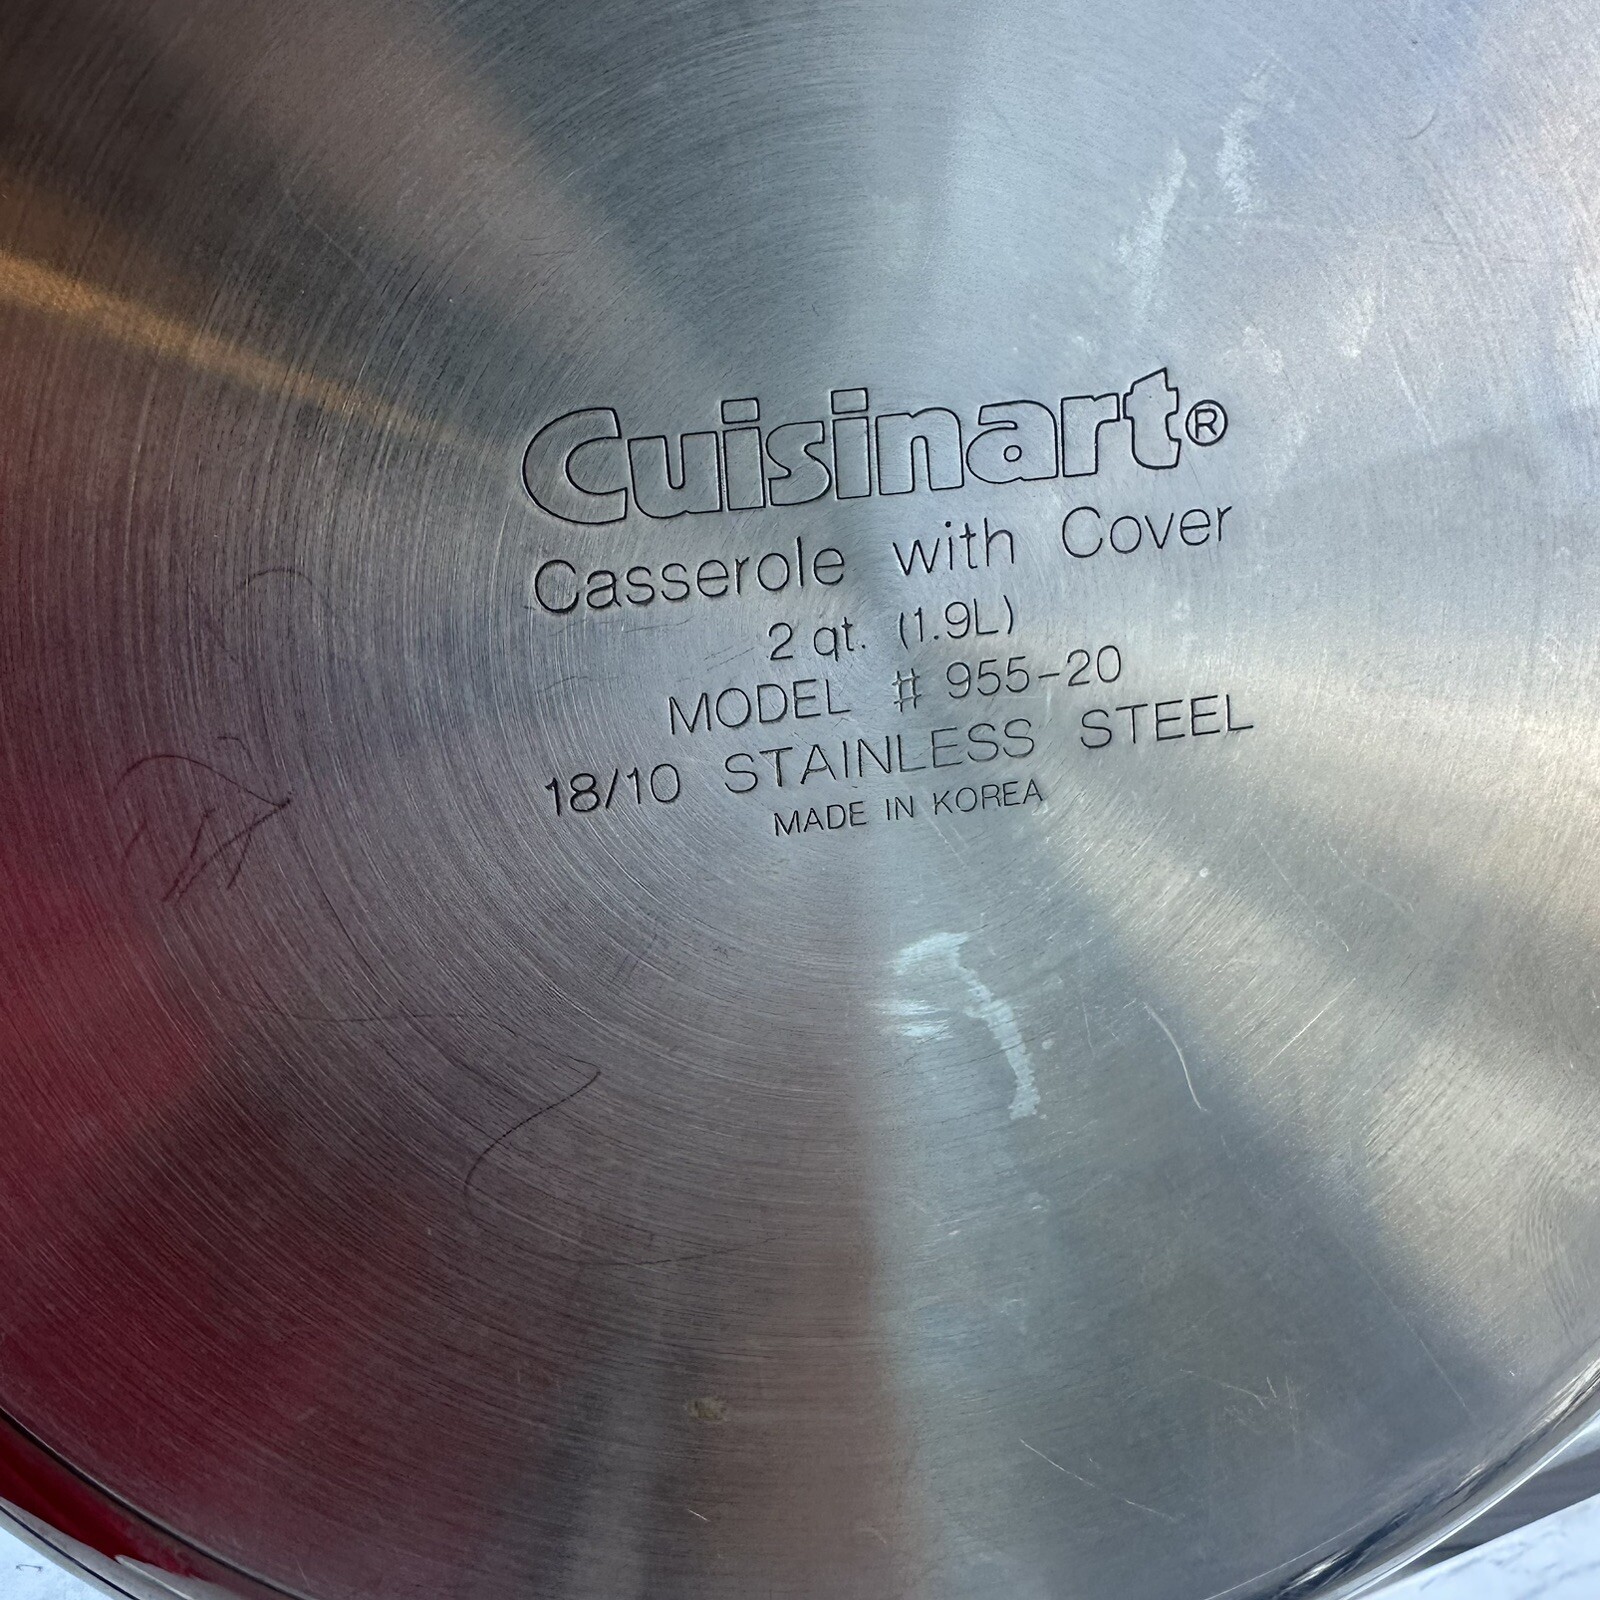 Cuisinart®
Casserole with Cover
2 qt. (1.9L)
MODEL # 955-20
18/10 STAINLESS STEEL
MADE IN KOREA